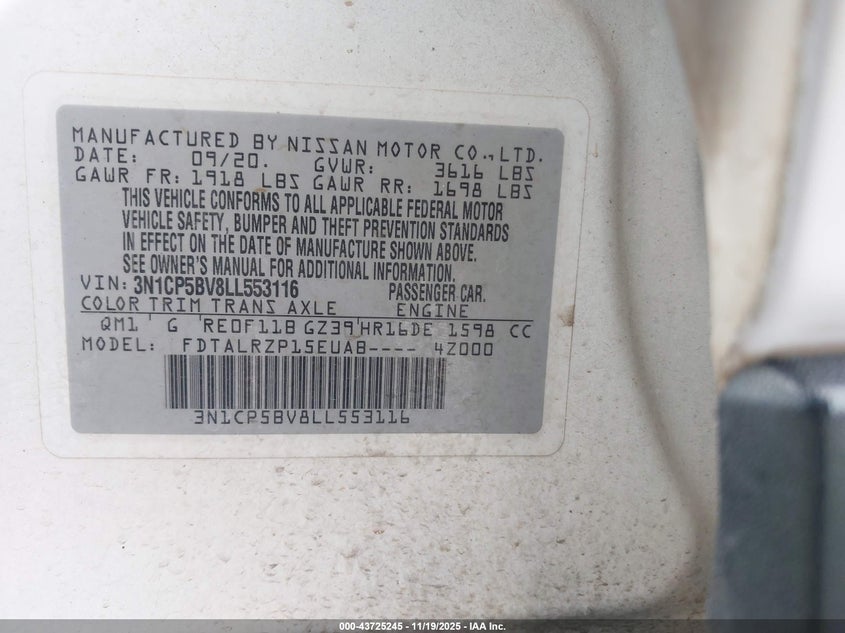 MANUFACTURED BY NISSAN MOTOR CO.,LTD.
DATE: 09/20. GVWR: 3616 LBS
GAWR FR: 1918 LBS GAWR RR: 1698 LBS
THIS VEHICLE CONFORMS TO ALL APPLICABLE FEDERAL MOTOR
VEHICLE SAFETY, BUMPER AND THEFT PREVENTION STANDARDS
IN EFFECT ON THE DATE OF MANUFACTURE SHOWN ABOVE.
SEE OWNER'S MANUAL FOR ADDITIONAL INFORMATION.
VIN: 3N1CP5BV8LL553116 PASSENGER CAR.
COLOR TRIM TRANS AXLE ENGINE
QM1 G RE0F11B GZ39 HR16DE 1598 CC
MODEL: FDTALRZP15EUAB---- 4Z000
3N1CP5BV8LL553116
000-43725245 - 11/19/2025 - IAA Inc.